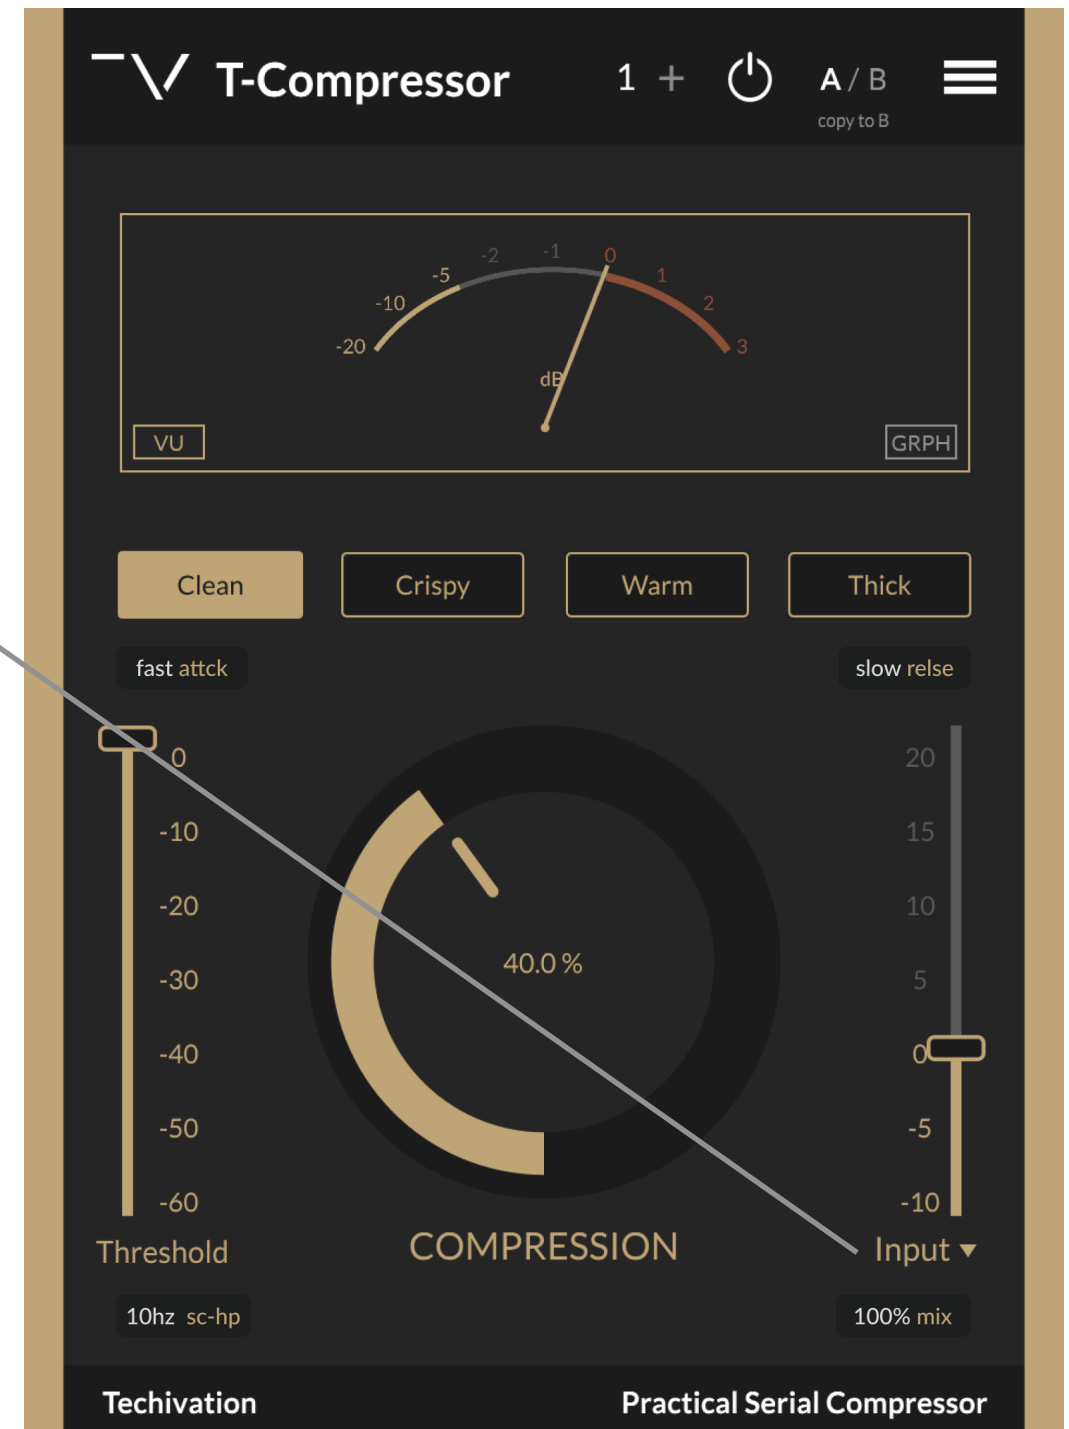 T-Compressor 1 + A / B
copy to B
-20 -10 -5 -2 -1 0 1 2 3
dB
VU GRPH
Clean Crispy Warm Thick
fast attck slow relse
0 20
-10 15
-20 10
40.0 %
-30 5
-40 0
-50 -5
-60 -10
Threshold COMPRESSION Input
10hz sc-hp 100% mix
Techivation Practical Serial Compressor